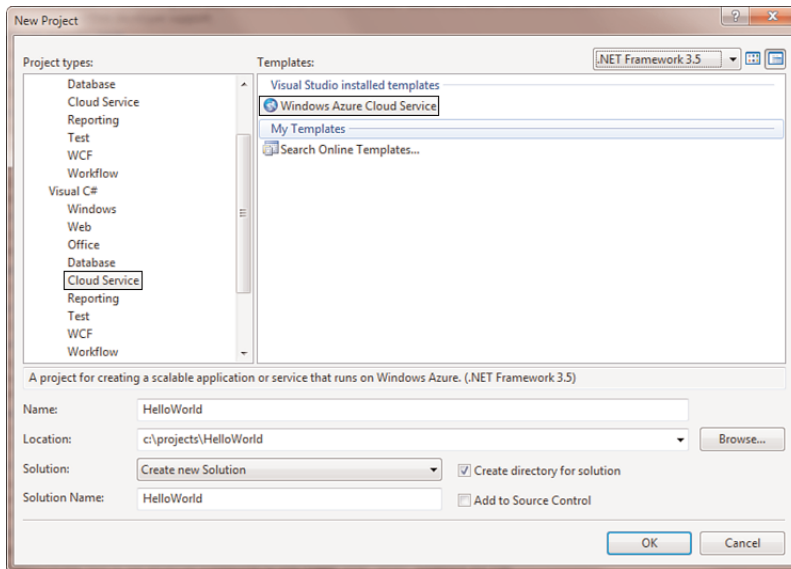 New Project
Project types:
Templates:
.NET Framework 3.5
Database
Cloud Service
Reporting
Test
WCF
Workflow
Visual C#
Windows
Web
Office
Database
Cloud Service
Reporting
Test
WCF
Workflow
Visual Studio installed templates
Windows Azure Cloud Service
My Templates
Search Online Templates...
A project for creating a scalable application or service that runs on Windows Azure. (.NET Framework 3.5)
Name: HelloWorld
Location: c:\projects\HelloWorld Browse...
Solution: Create new Solution Create directory for solution
Solution Name: HelloWorld Add to Source Control
OK Cancel